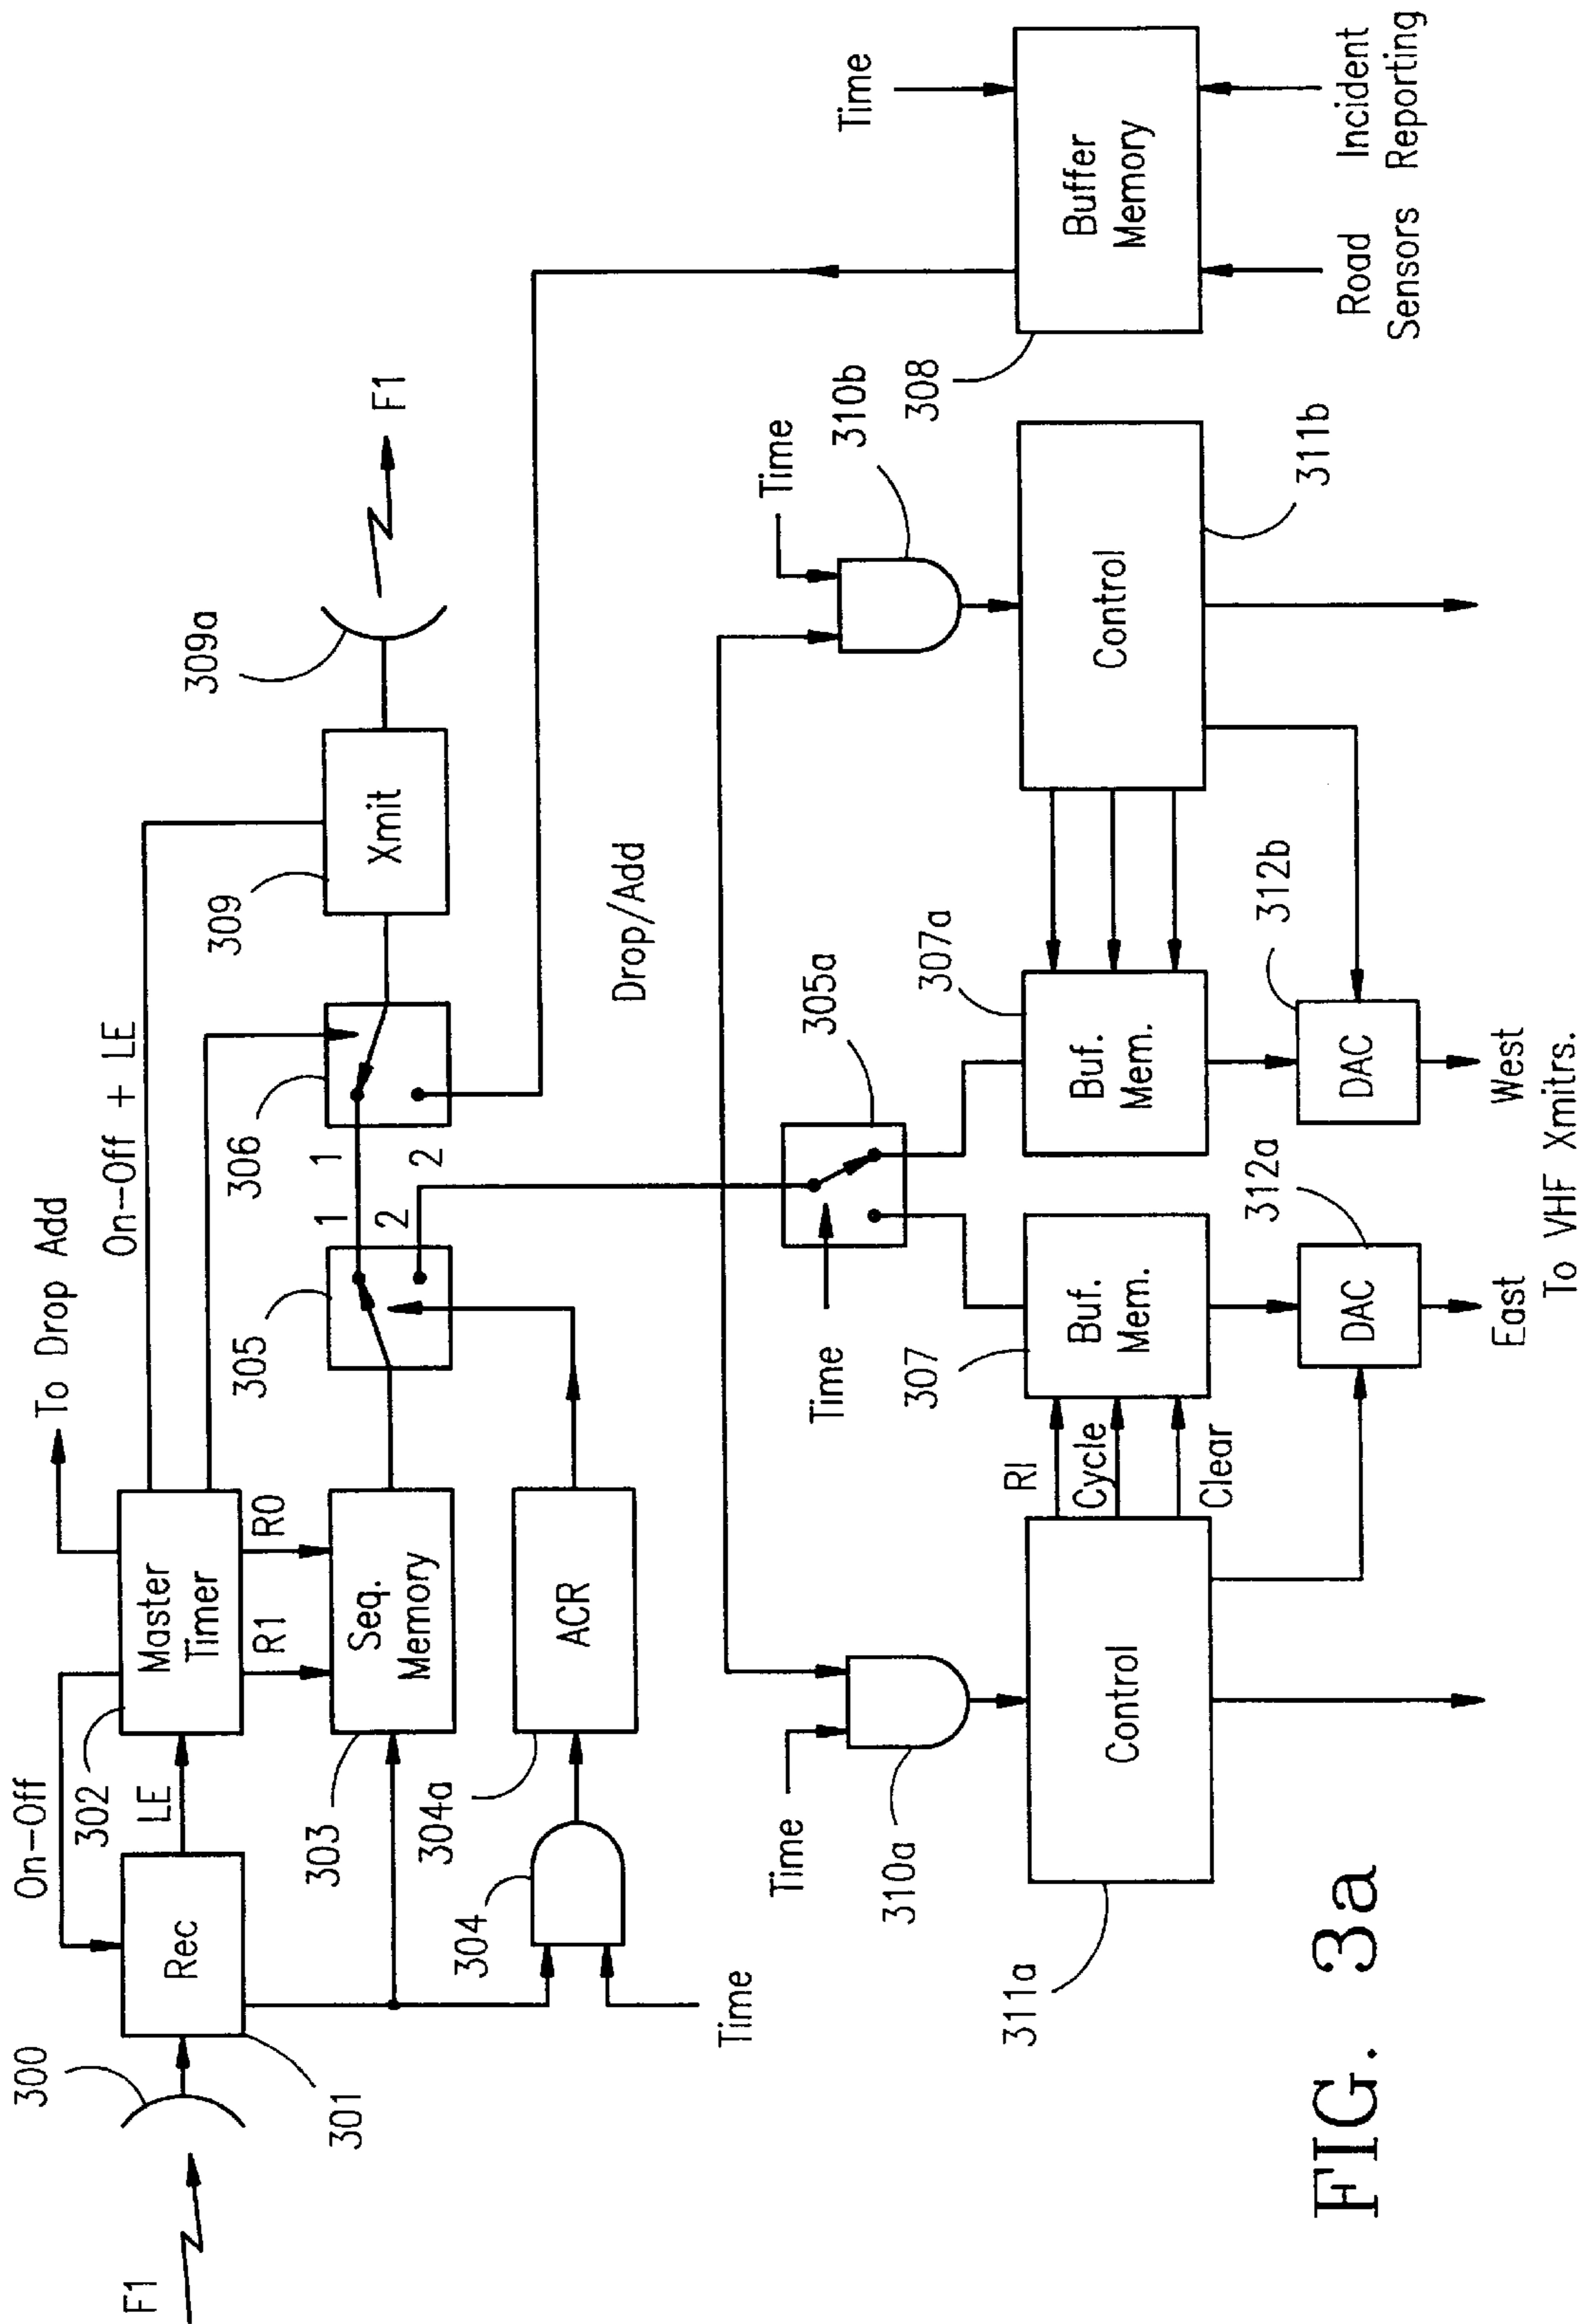 F1
300
301
Rec
On-Off
LE
302
Master
Timer
To Drop Add
On-Off + LE
R1
R0
303
Seq.
Memory
304
Time
304a
ACR
305
1
2
306
1
2
309
Xmit
309a
F1
Drop/Add
Time
310a
311a
Control
RI
Cycle
Clear
307
Buf.
Mem.
Time
305a
307a
Buf.
Mem.
312a
DAC
East
312b
DAC
West
To VHF Xmitrs.
Time
310b
Control
311b
308
Buffer
Memory
Time
Road
Sensors
Incident
Reporting
FIG. 3a